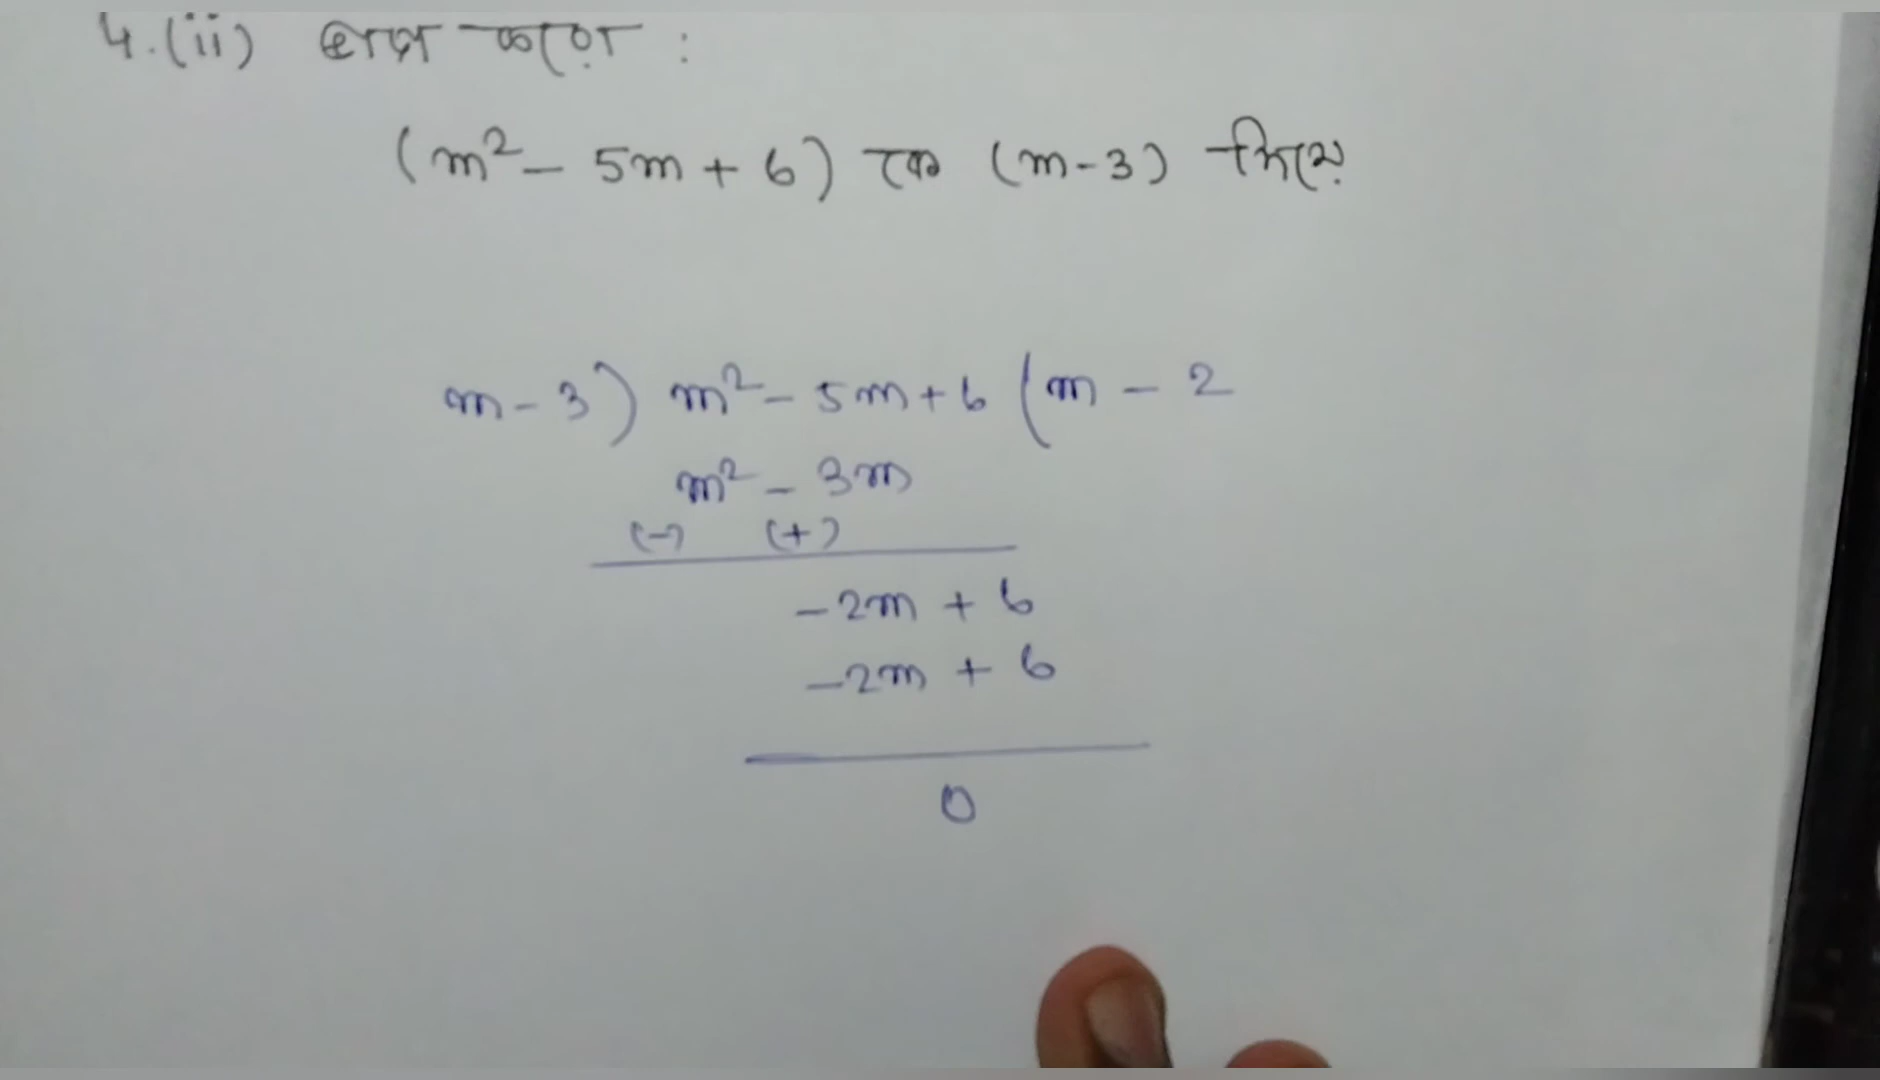 4.(ii) ভাগ করো :
(m² – 5m + 6) কে (m-3) দিয়ে
m-3) m² – 5m+6 (m – 2
m² – 3m
(-) (+)
–2m + 6
–2m + 6
0